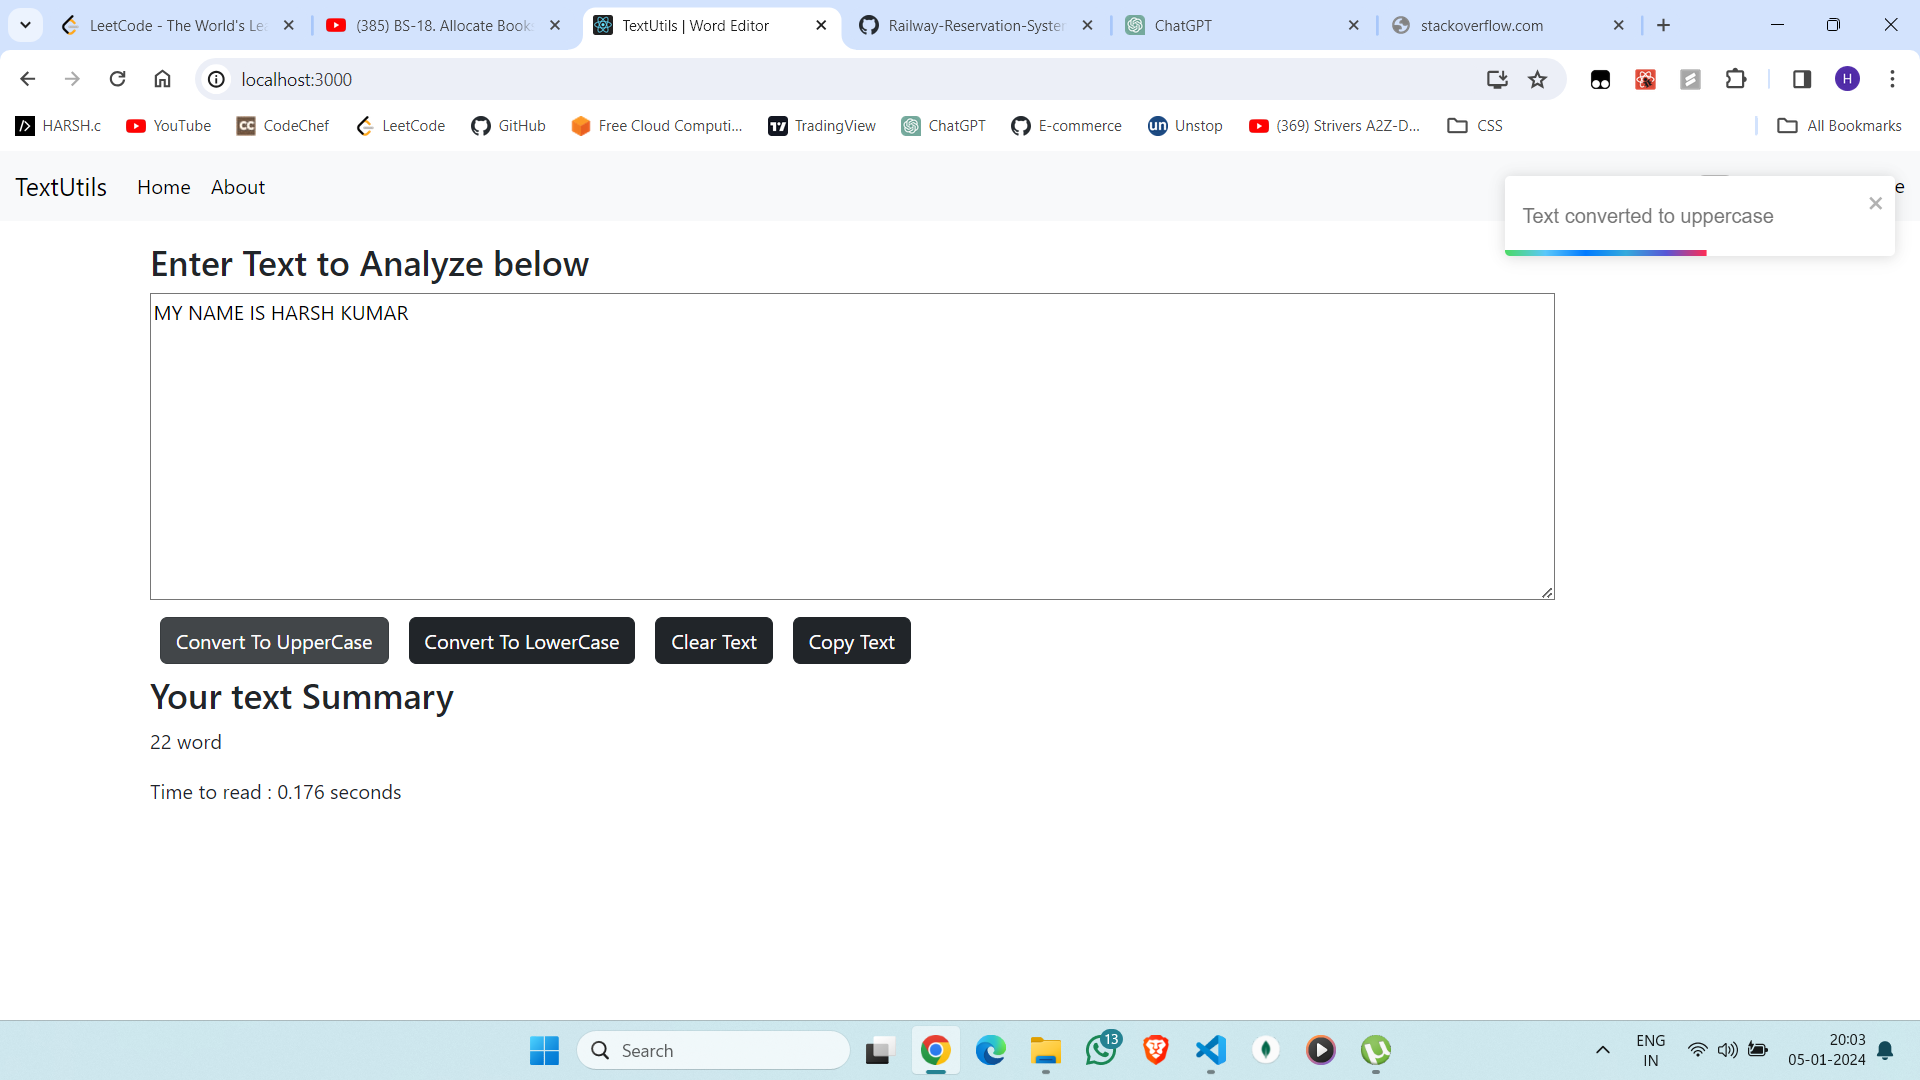 LeetCode - The World's Le
(385) BS-18. Allocate Book
TextUtils | Word Editor
Railway-Reservation-Syste
ChatGPT
stackoverflow.com
localhost:3000
H
HARSH.c
YouTube
CC CodeChef
LeetCode
GitHub
Free Cloud Computi...
TradingView
ChatGPT
E-commerce
un Unstop
(369) Strivers A2Z-D...
CSS
All Bookmarks
TextUtils
Home
About
e
Text converted to uppercase
Enter Text to Analyze below
MY NAME IS HARSH KUMAR
Convert To UpperCase
Convert To LowerCase
Clear Text
Copy Text
Your text Summary
22 word
Time to read : 0.176 seconds
Search
13
ENG
IN
20:03
05-01-2024